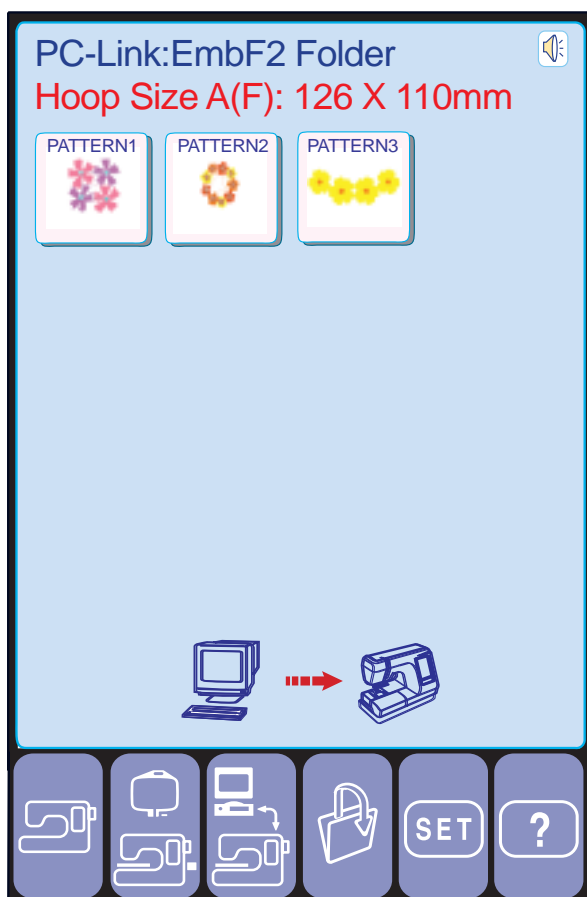 PC-Link:EmbF2 Folder
Hoop Size A(F): 126 X 110mm
PATTERN1 PATTERN2 PATTERN3
SET ?